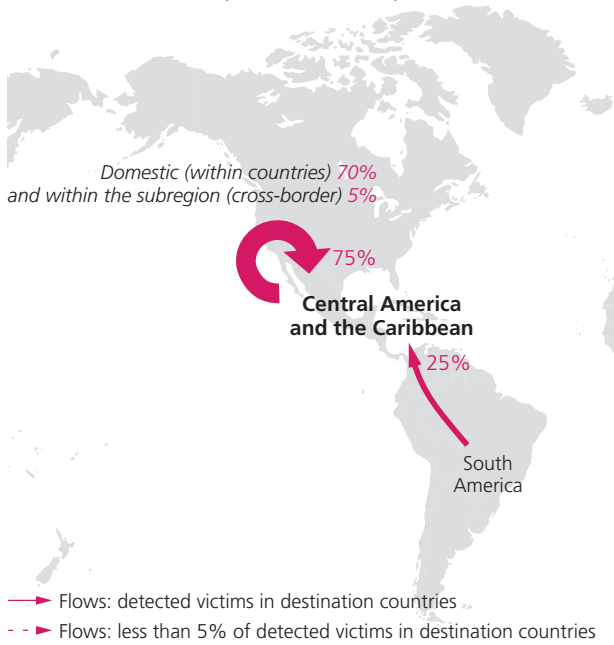 Domestic (within countries) 70%
and within the subregion (cross-border) 5%
75%
Central America
and the Caribbean
25%
South
America
Flows: detected victims in destination countries
Flows: less than 5% of detected victims in destination countries